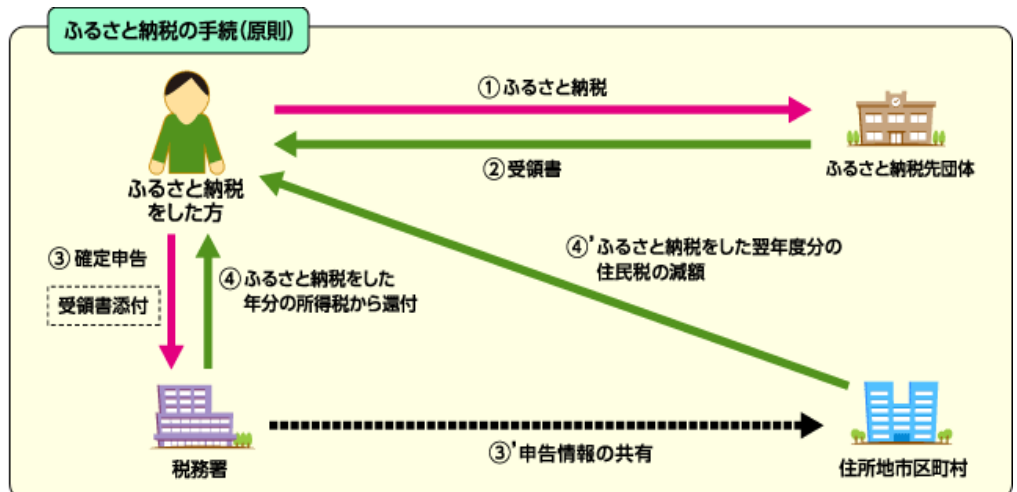 ふるさと納税の手続(原則)
①ふるさと納税
②受領書
ふるさと納税先団体
ふるさと納税
をした方
③確定申告
受領書添付
④ふるさと納税をした
年分の所得税から還付
④’ふるさと納税をした翌年度分の
住民税の減額
税務署
③’申告情報の共有
住所地市区町村